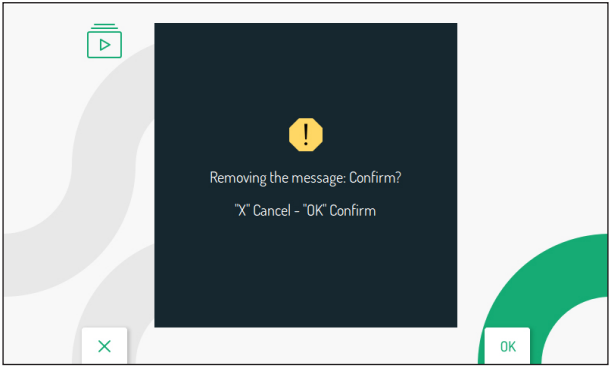 Removing the message: Confirm?
"X" Cancel - "OK" Confirm
OK